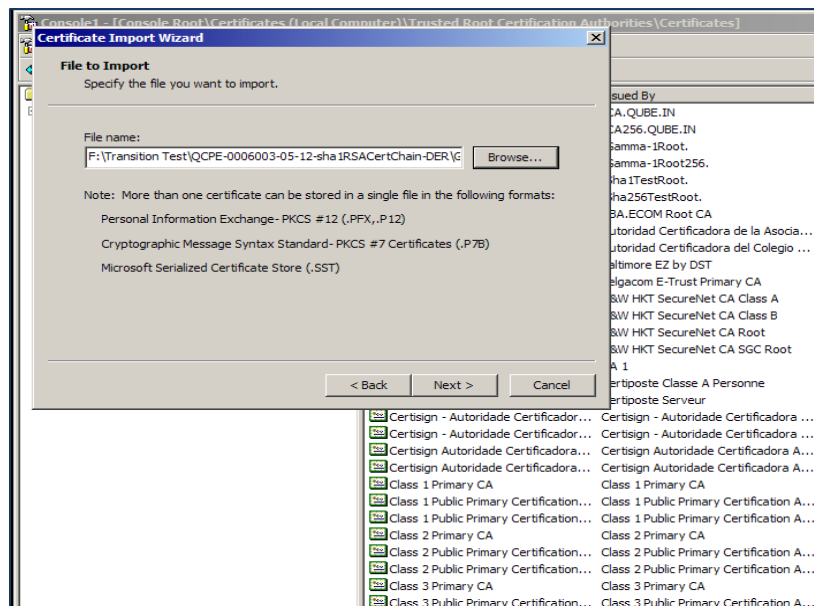 Console1 - [Console Root\Certificates (Local Computer)\Trusted Root Certification Authorities\Certificates]
Certificate Import Wizard
File to Import
Specify the file you want to import.
File name:
F:\Transition Test\QCPE-0006003-05-12-sha1RSACertChain-DER\G
Browse...
Note: More than one certificate can be stored in a single file in the following formats:
Personal Information Exchange- PKCS #12 (.PFX,.P12)
Cryptographic Message Syntax Standard- PKCS #7 Certificates (.P7B)
Microsoft Serialized Certificate Store (.SST)
< Back Next > Cancel
sued By
CA.QUBE.IN
CA256.QUBE.IN
Gamma-1Root.
Gamma-1Root256.
Sha1TestRoot.
Sha256TestRoot.
BA.ECOM Root CA
utoridad Certificadora de la Asocia...
utoridad Certificadora del Colegio ...
altimore EZ by DST
elgacom E-Trust Primary CA
&W HKT SecureNet CA Class A
&W HKT SecureNet CA Class B
&W HKT SecureNet CA Root
&W HKT SecureNet CA SGC Root
A 1
ertiposte Classe A Personne
ertiposte Serveur
Certisign - Autoridade Certificador... Certisign - Autoridade Certificadora ...
Certisign - Autoridade Certificador... Certisign - Autoridade Certificadora ...
Certisign Autoridade Certificadora... Certisign Autoridade Certificadora A...
Certisign Autoridade Certificadora... Certisign Autoridade Certificadora A...
Class 1 Primary CA Class 1 Primary CA
Class 1 Public Primary Certification... Class 1 Public Primary Certification A...
Class 1 Public Primary Certification... Class 1 Public Primary Certification A...
Class 2 Primary CA Class 2 Primary CA
Class 2 Public Primary Certification... Class 2 Public Primary Certification A...
Class 2 Public Primary Certification... Class 2 Public Primary Certification A...
Class 3 Primary CA Class 3 Primary CA
Class 3 Public Primary Certification... Class 3 Public Primary Certification A...